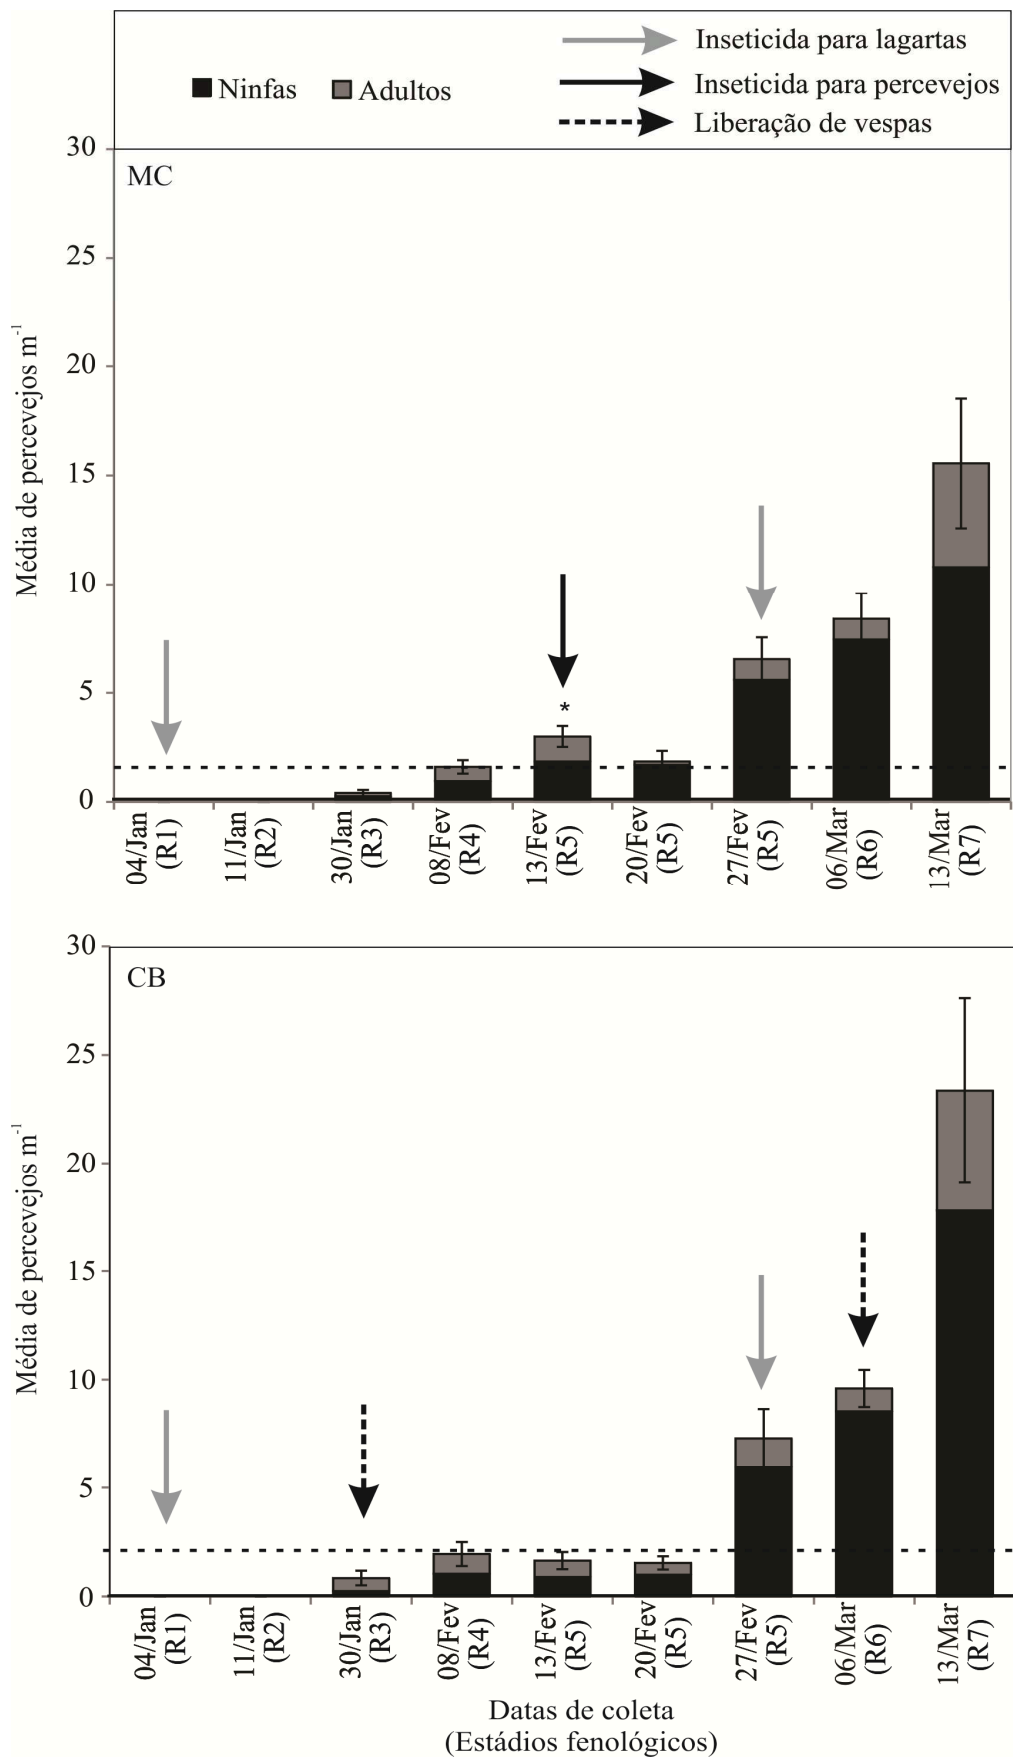 Ninfas
Adultos
Inseticida para lagartas
Inseticida para percevejos
Liberação de vespas
MC
Média de percevejos m-1
30
25
20
15
10
5
0
*
04/Jan
(R1)
11/Jan
(R2)
30/Jan
(R3)
08/Fev
(R4)
13/Fev
(R5)
20/Fev
(R5)
27/Fev
(R5)
06/Mar
(R6)
13/Mar
(R7)
CB
Média de percevejos m-1
30
25
20
15
10
5
0
04/Jan
(R1)
11/Jan
(R2)
30/Jan
(R3)
08/Fev
(R4)
13/Fev
(R5)
20/Fev
(R5)
27/Fev
(R5)
06/Mar
(R6)
13/Mar
(R7)
Datas de coleta
(Estádios fenológicos)